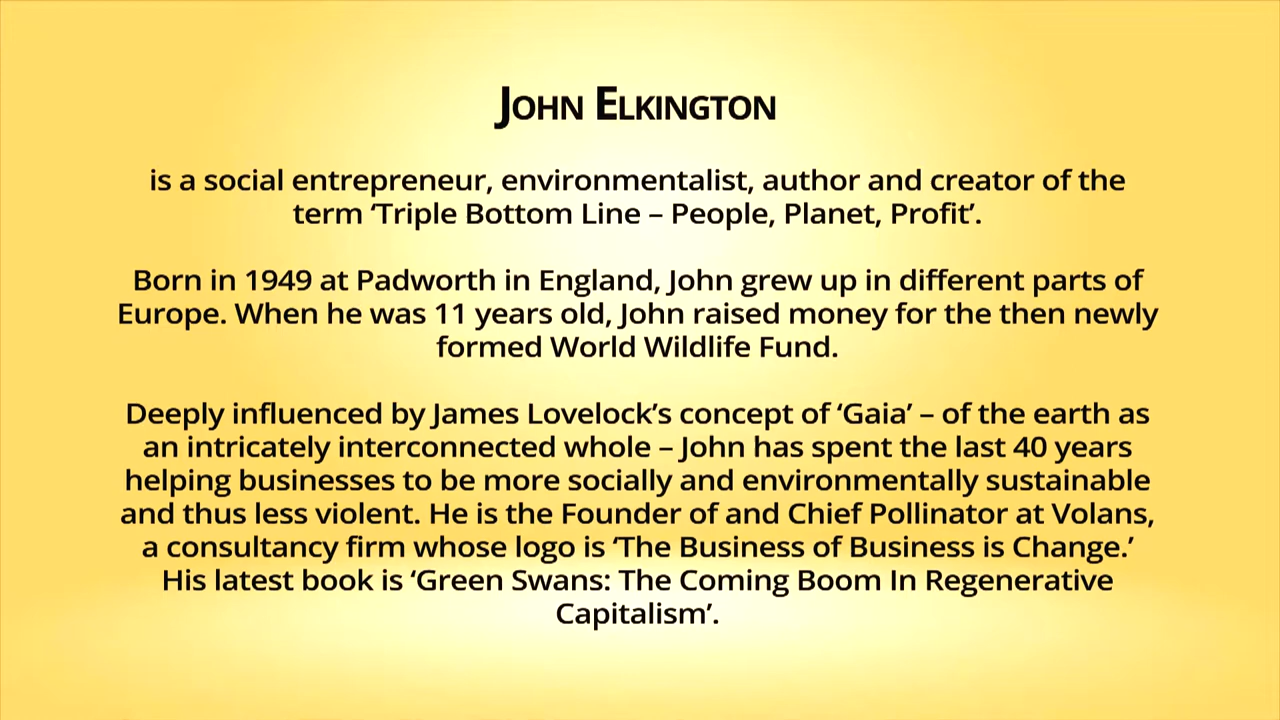 John Elkington
is a social entrepreneur, environmentalist, author and creator of the
term ‘Triple Bottom Line – People, Planet, Profit’.
Born in 1949 at Padworth in England, John grew up in different parts of
Europe. When he was 11 years old, John raised money for the then newly
formed World Wildlife Fund.
Deeply influenced by James Lovelock’s concept of ‘Gaia’ – of the earth as
an intricately interconnected whole – John has spent the last 40 years
helping businesses to be more socially and environmentally sustainable
and thus less violent. He is the Founder of and Chief Pollinator at Volans,
a consultancy firm whose logo is ‘The Business of Business is Change.’
His latest book is ‘Green Swans: The Coming Boom In Regenerative
Capitalism’.